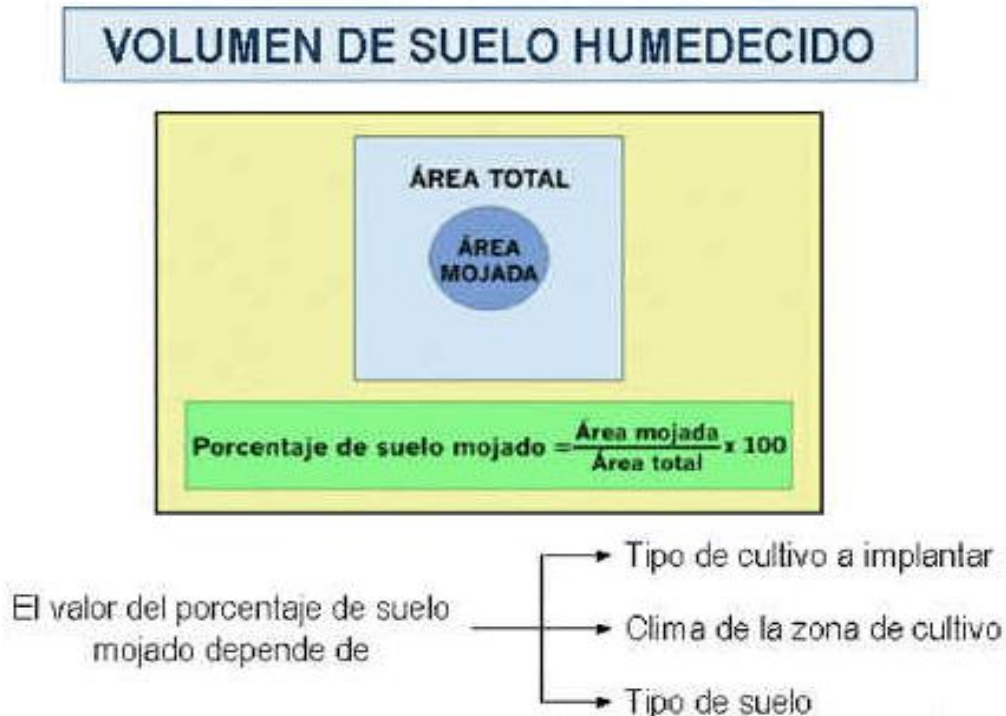 VOLUMEN DE SUELO HUMEDECIDO
ÁREA TOTAL
ÁREA
MOJADA
Porcentaje de suelo mojado = Área mojada / Área total x 100
El valor del porcentaje de suelo
mojado depende de
Tipo de cultivo a implantar
Clima de la zona de cultivo
Tipo de suelo